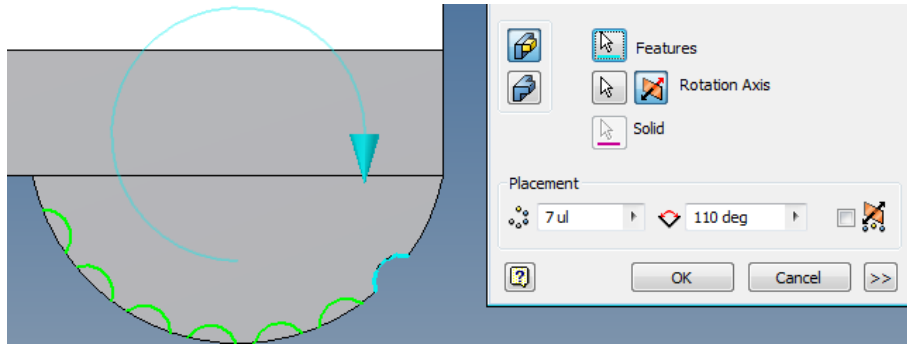 Features
Rotation Axis
Solid
Placement
7 ul
110 deg
OK
Cancel
>>